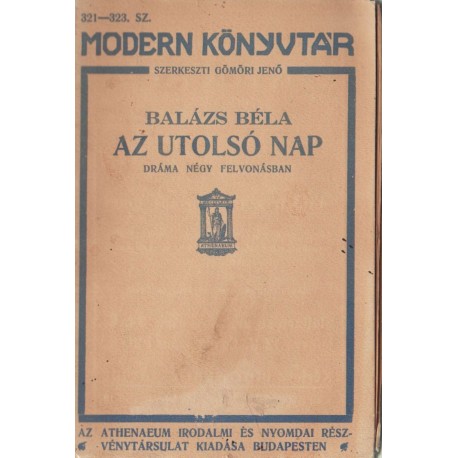 321—323. SZ.
MODERN KÖNYVTÁR
SZERKESZTI GÖMÖRI JENŐ
BALÁZS BÉLA
AZ UTOLSÓ NAP
DRÁMA NÉGY FELVONÁSBAN
ATHENAEUM
AZ ATHENAEUM IRODALMI ÉS NYOMDAI RÉSZ-
VÉNYTÁRSULAT KIADÁSA BUDAPESTEN